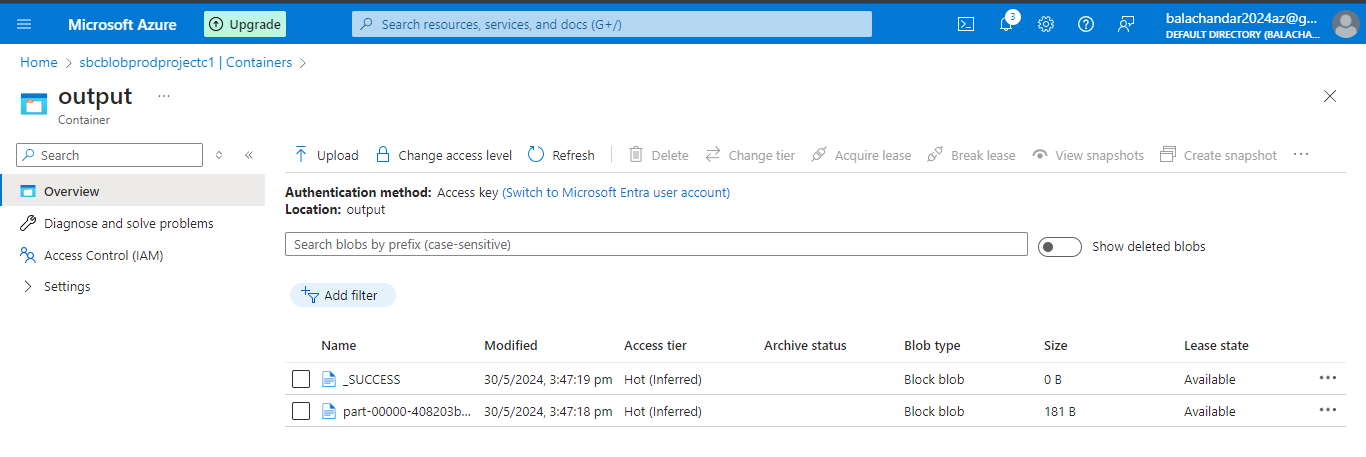 Microsoft Azure
Upgrade
Search resources, services, and docs (G+/)
3
balachandar2024az@g...
DEFAULT DIRECTORY (BALACHA...
Home > sbcblobprodprojectc1 | Containers >
output ...
Container
Search
Upload Change access level Refresh Delete Change tier Acquire lease Break lease View snapshots Create snapshot ...
Overview
Diagnose and solve problems
Access Control (IAM)
Settings
Authentication method: Access key (Switch to Microsoft Entra user account)
Location: output
Search blobs by prefix (case-sensitive)
Show deleted blobs
Add filter
Name Modified Access tier Archive status Blob type Size Lease state
_SUCCESS 30/5/2024, 3:47:19 pm Hot (Inferred) Block blob 0 B Available ...
part-00000-408203b... 30/5/2024, 3:47:18 pm Hot (Inferred) Block blob 181 B Available ...